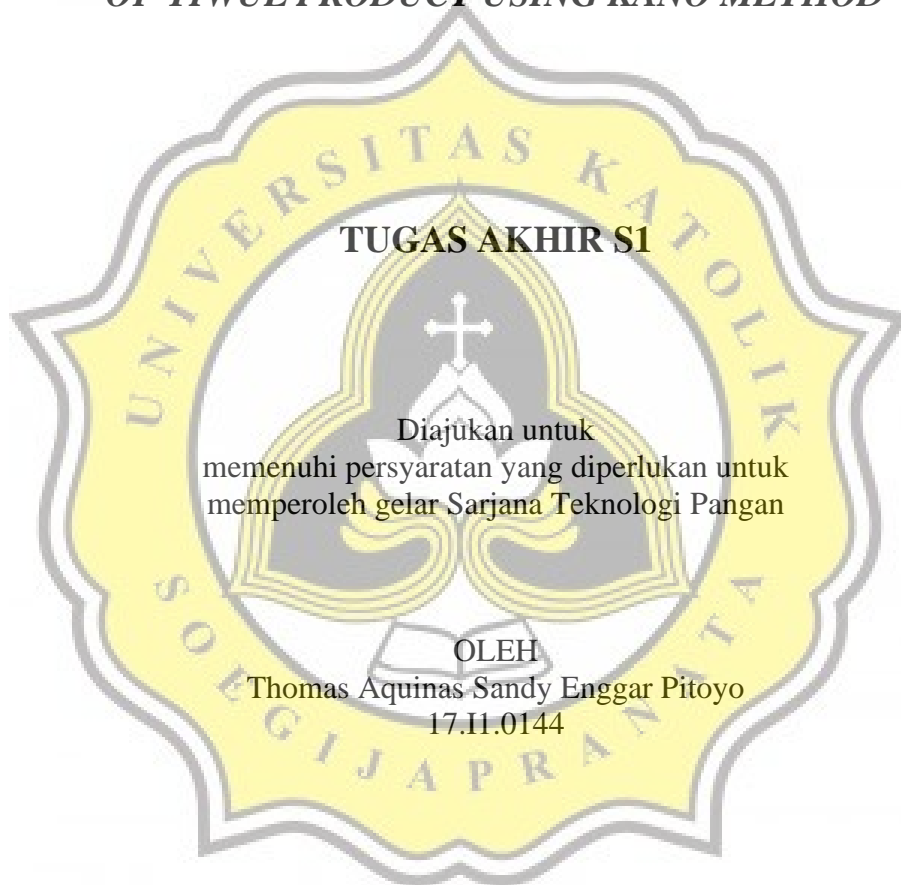 OF TIWUL PRODUCT USING KANO METHOD
UNIVERSITAS KATOLIK
TUGAS AKHIR S1
Diajukan untuk
memenuhi persyaratan yang diperlukan untuk
memperoleh gelar Sarjana Teknologi Pangan
OLEH
Thomas Aquinas Sandy Enggar Pitoyo
17.I1.0144
SOEGIJAPRANATA